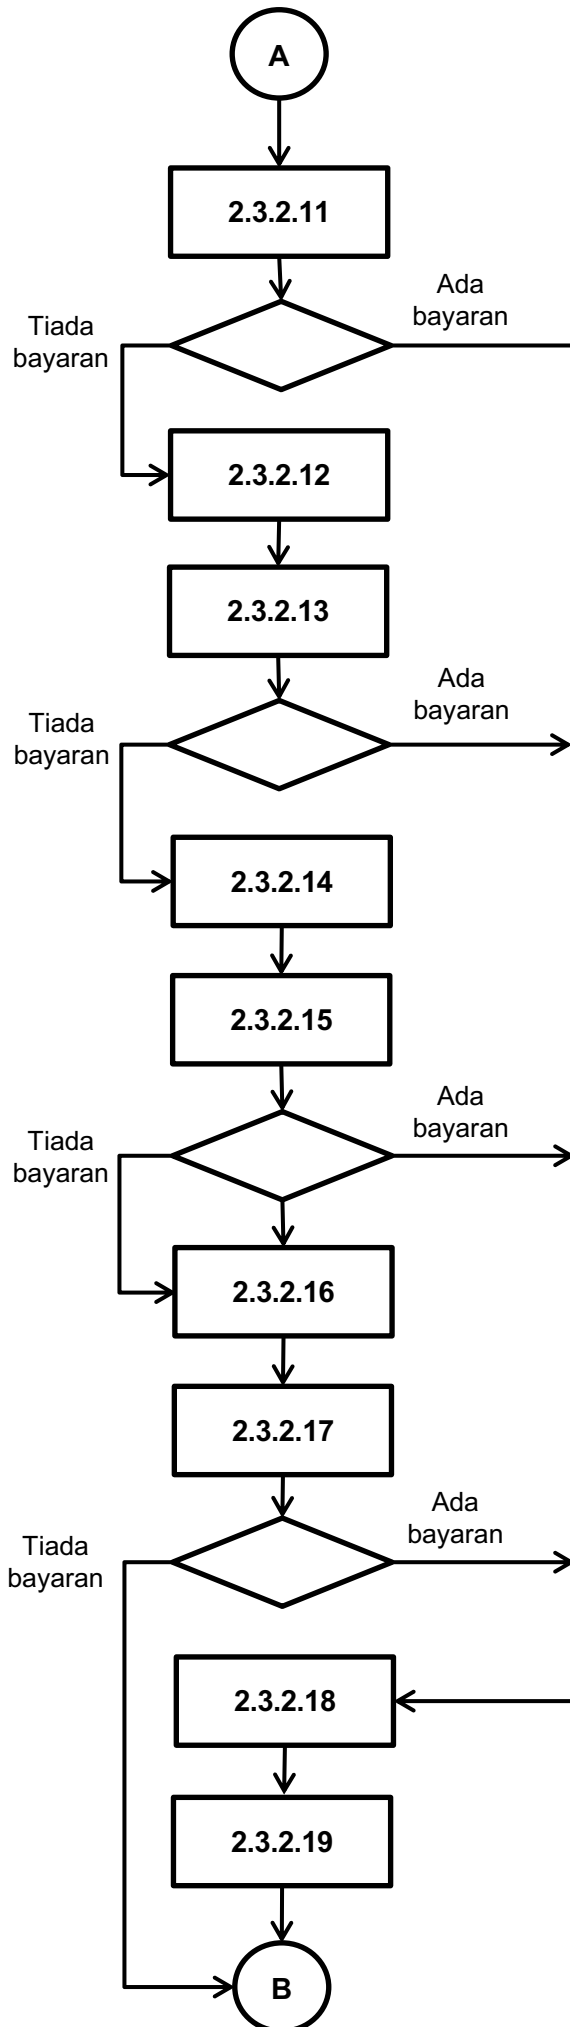 A
2.3.2.11
Ada
bayaran
Tiada
bayaran
2.3.2.12
2.3.2.13
Ada
bayaran
Tiada
bayaran
2.3.2.14
2.3.2.15
Ada
bayaran
Tiada
bayaran
2.3.2.16
2.3.2.17
Ada
bayaran
Tiada
bayaran
2.3.2.18
2.3.2.19
B